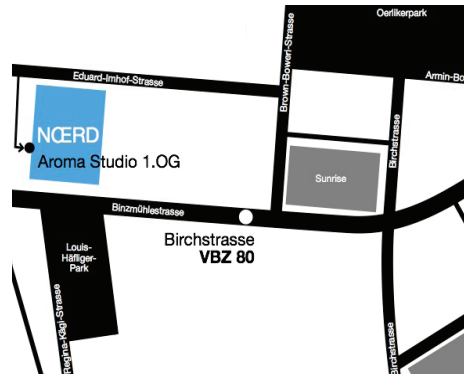 Oerlikerpark
Brown-Boweri-Strasse
Eduard-Imhof-Strasse
Armin-Bo
NŒRD
Aroma Studio 1.OG
Birchstrasse
Sunrise
Binzmühlestrasse
Birchstrasse
VBZ 80
Louis-
Häfliger-
Park
Regina-Kägi-Strasse
Birchstrasse